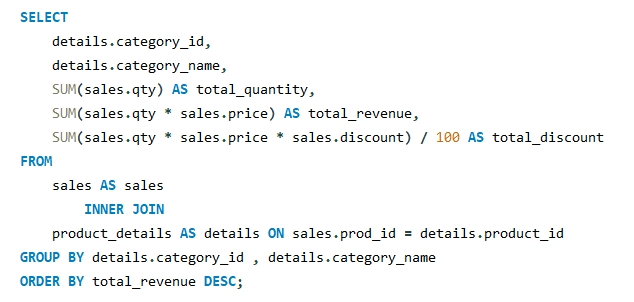 SELECT
details.category_id,
details.category_name,
SUM(sales.qty) AS total_quantity,
SUM(sales.qty * sales.price) AS total_revenue,
SUM(sales.qty * sales.price * sales.discount) / 100 AS total_discount
FROM
sales AS sales
INNER JOIN
product_details AS details ON sales.prod_id = details.product_id
GROUP BY details.category_id , details.category_name
ORDER BY total_revenue DESC;